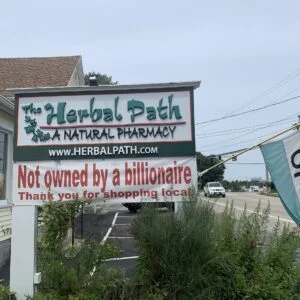 The Herbal Path
A NATURAL PHARMACY
WWW.HERBALPATH.COM
Not owned by a billionaire
Thank you for shopping local